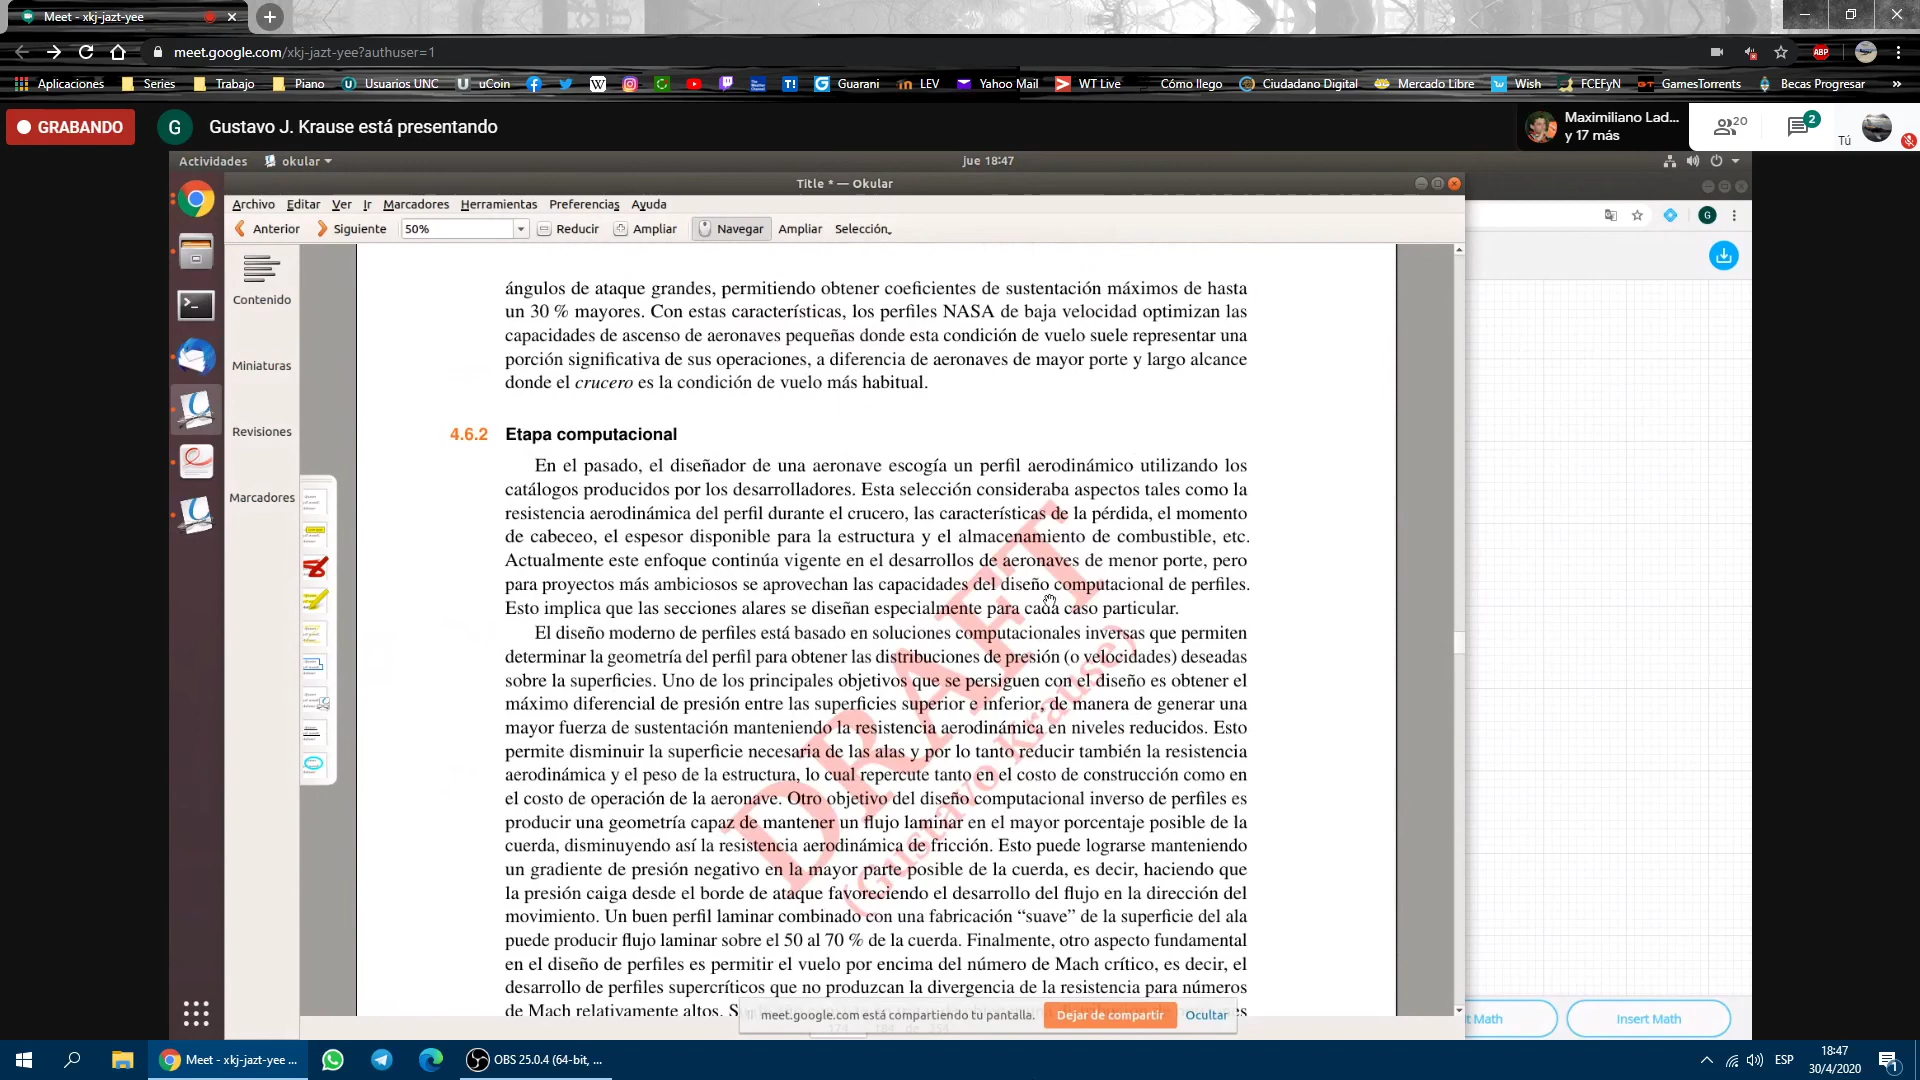 Meet - xkj-jazt-yee
meet.google.com/xkj-jazt-yee?authuser=1
ABP
Aplicaciones Series Trabajo Piano Usuarios UNC uCoin Guarani LEV Yahoo Mail WT Live Cómo llego Ciudadano Digital Mercado Libre Wish FCEFyN GamesTorrents Becas Progresar »
GRABANDO
G Gustavo J. Krause está presentando
Maximiliano Lad...
y 17 más
20
2
Tú
Actividades okular jue 18:47
Title * — Okular
Archivo Editar Ver Ir Marcadores Herramientas Preferencias Ayuda
Anterior Siguiente 50% Reducir Ampliar Navegar Ampliar Selección
G
Contenido
Miniaturas
Revisiones
Marcadores
ángulos de ataque grandes, permitiendo obtener coeficientes de sustentación máximos de hasta
un 30 % mayores. Con estas características, los perfiles NASA de baja velocidad optimizan las
capacidades de ascenso de aeronaves pequeñas donde esta condición de vuelo suele representar una
porción significativa de sus operaciones, a diferencia de aeronaves de mayor porte y largo alcance
donde el crucero es la condición de vuelo más habitual.
4.6.2 Etapa computacional
En el pasado, el diseñador de una aeronave escogía un perfil aerodinámico utilizando los
catálogos producidos por los desarrolladores. Esta selección consideraba aspectos tales como la
resistencia aerodinámica del perfil durante el crucero, las características de la pérdida, el momento
de cabeceo, el espesor disponible para la estructura y el almacenamiento de combustible, etc.
Actualmente este enfoque continúa vigente en el desarrollos de aeronaves de menor porte, pero
para proyectos más ambiciosos se aprovechan las capacidades del diseño computacional de perfiles.
Esto implica que las secciones alares se diseñan especialmente para cada caso particular.
El diseño moderno de perfiles está basado en soluciones computacionales inversas que permiten
determinar la geometría del perfil para obtener las distribuciones de presión (o velocidades) deseadas
sobre la superficies. Uno de los principales objetivos que se persiguen con el diseño es obtener el
máximo diferencial de presión entre las superficies superior e inferior, de manera de generar una
mayor fuerza de sustentación manteniendo la resistencia aerodinámica en niveles reducidos. Esto
permite disminuir la superficie necesaria de las alas y por lo tanto reducir también la resistencia
aerodinámica y el peso de la estructura, lo cual repercute tanto en el costo de construcción como en
el costo de operación de la aeronave. Otro objetivo del diseño computacional inverso de perfiles es
producir una geometría capaz de mantener un flujo laminar en el mayor porcentaje posible de la
cuerda, disminuyendo así la resistencia aerodinámica de fricción. Esto puede lograrse manteniendo
un gradiente de presión negativo en la mayor parte posible de la cuerda, es decir, haciendo que
la presión caiga desde el borde de ataque favoreciendo el desarrollo del flujo en la dirección del
movimiento. Un buen perfil laminar combinado con una fabricación “suave” de la superficie del ala
puede producir flujo laminar sobre el 50 al 70 % de la cuerda. Finalmente, otro aspecto fundamental
en el diseño de perfiles es permitir el vuelo por encima del número de Mach crítico, es decir, el
desarrollo de perfiles supercríticos que no produzcan la divergencia de la resistencia para números
de Mach relativamente altos.
DRAFT
(Gustavo Krause)
meet.google.com está compartiendo tu pantalla. Dejar de compartir Ocultar
174 184 de 254
Math Insert Math
Meet - xkj-jazt-yee ... OBS 25.0.4 (64-bit, ... ESP 18:47
30/4/2020
1